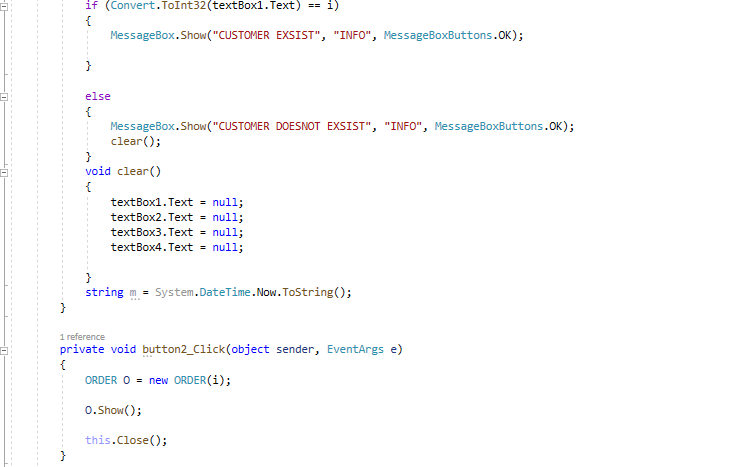 if (Convert.ToInt32(textBox1.Text) == i)
{
MessageBox.Show("CUSTOMER EXSIST", "INFO", MessageBoxButtons.OK);
}
else
{
MessageBox.Show("CUSTOMER DOESNOT EXSIST", "INFO", MessageBoxButtons.OK);
clear();
}
void clear()
{
textBox1.Text = null;
textBox2.Text = null;
textBox3.Text = null;
textBox4.Text = null;
}
string m = System.DateTime.Now.ToString();
}
1 reference
private void button2_Click(object sender, EventArgs e)
{
ORDER O = new ORDER(i);
O.Show();
this.Close();
}